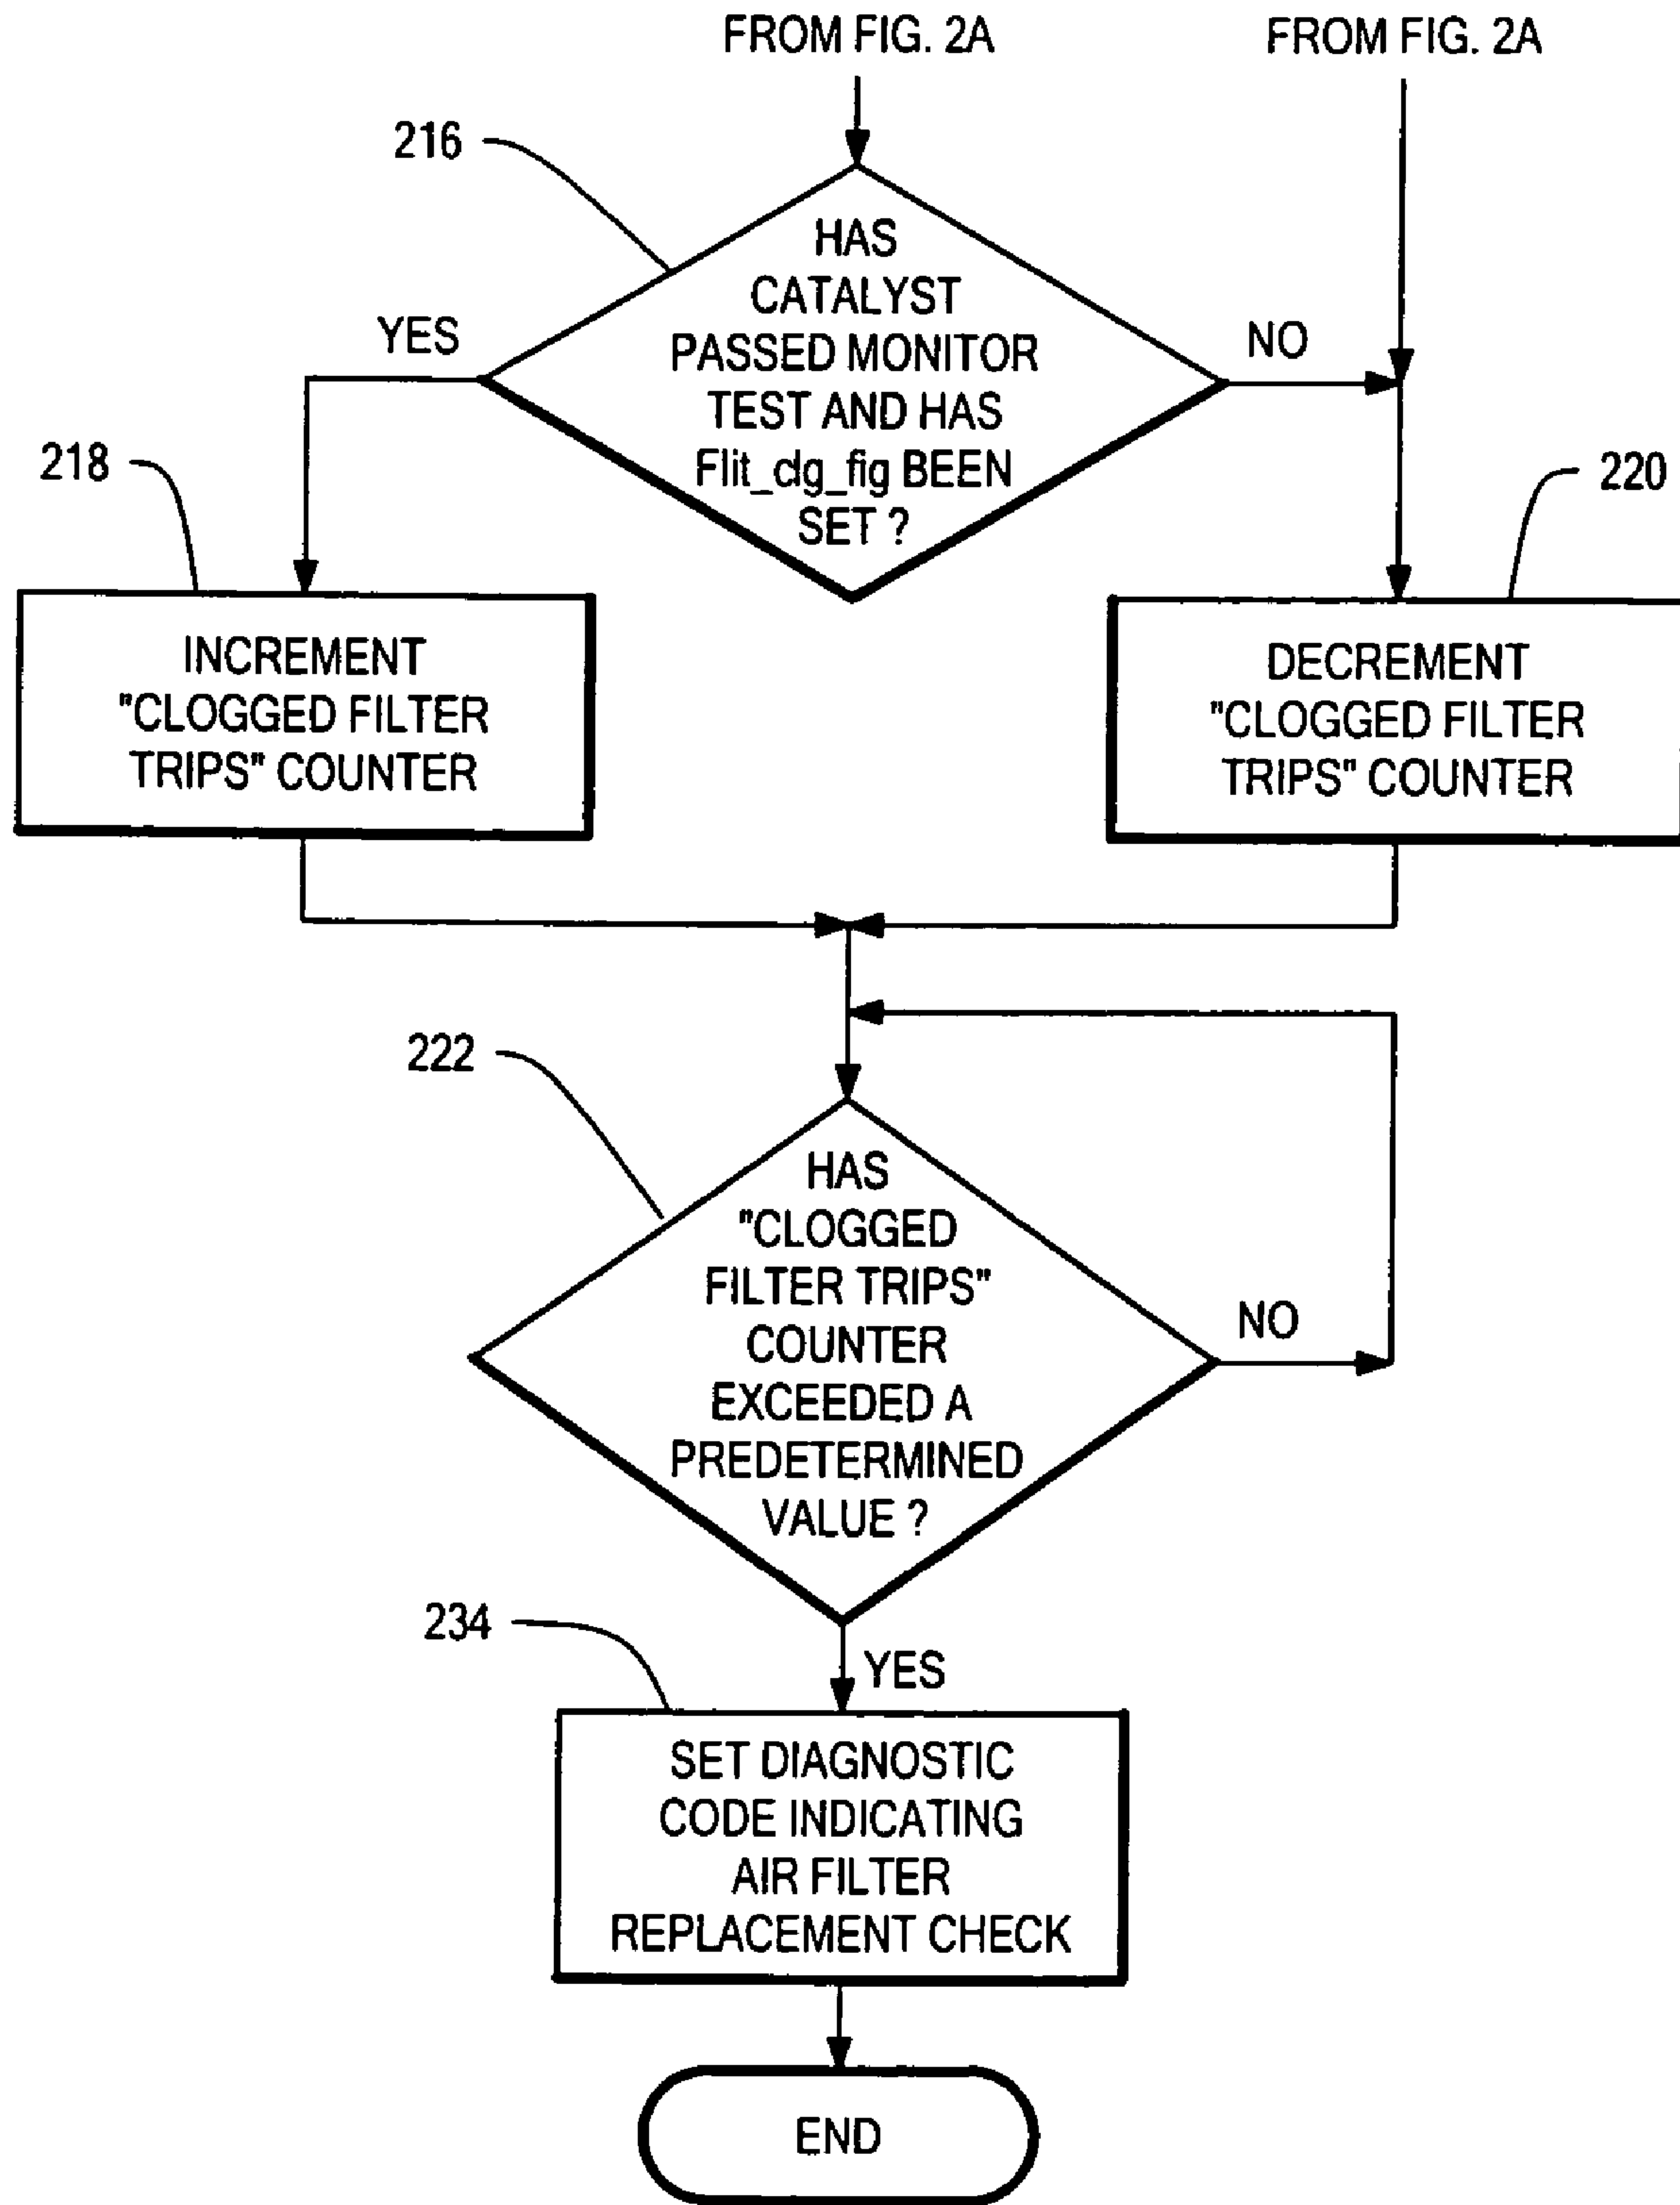 FROM FIG. 2A
FROM FIG. 2A
216
HAS
CATALYST
PASSED MONITOR
TEST AND HAS
Flit_clg_fig BEEN
SET ?
YES
NO
218
220
INCREMENT
"CLOGGED FILTER
TRIPS" COUNTER
DECREMENT
"CLOGGED FILTER
TRIPS" COUNTER
222
HAS
"CLOGGED
FILTER TRIPS"
COUNTER
EXCEEDED A
PREDETERMINED
VALUE ?
NO
234
YES
SET DIAGNOSTIC
CODE INDICATING
AIR FILTER
REPLACEMENT CHECK
END